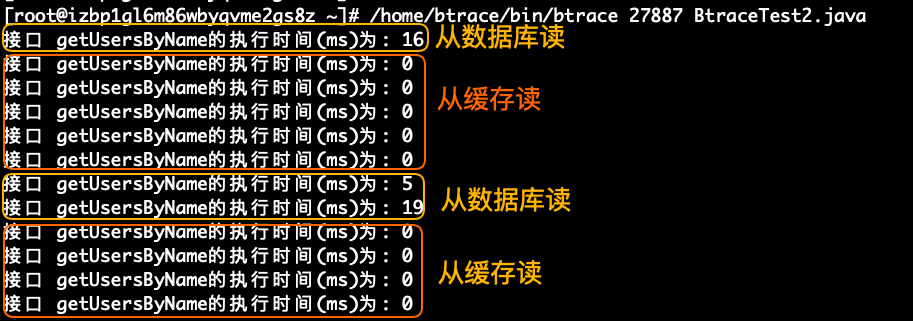 [root@izbp1gl6m86wbyqvme2gs8z ~]# /home/btrace/bin/btrace 27887 BtraceTest2.java
接口 getUsersByName的执行时间(ms)为: 16 从数据库读
接口 getUsersByName的执行时间(ms)为: 0
接口 getUsersByName的执行时间(ms)为: 0
从缓存读
接口 getUsersByName的执行时间(ms)为: 0
接口 getUsersByName的执行时间(ms)为: 0
接口 getUsersByName的执行时间(ms)为: 0
接口 getUsersByName的执行时间(ms)为: 5
从数据库读
接口 getUsersByName的执行时间(ms)为: 19
接口 getUsersByName的执行时间(ms)为: 0
接口 getUsersByName的执行时间(ms)为: 0
从缓存读
接口 getUsersByName的执行时间(ms)为: 0
接口 getUsersByName的执行时间(ms)为: 0